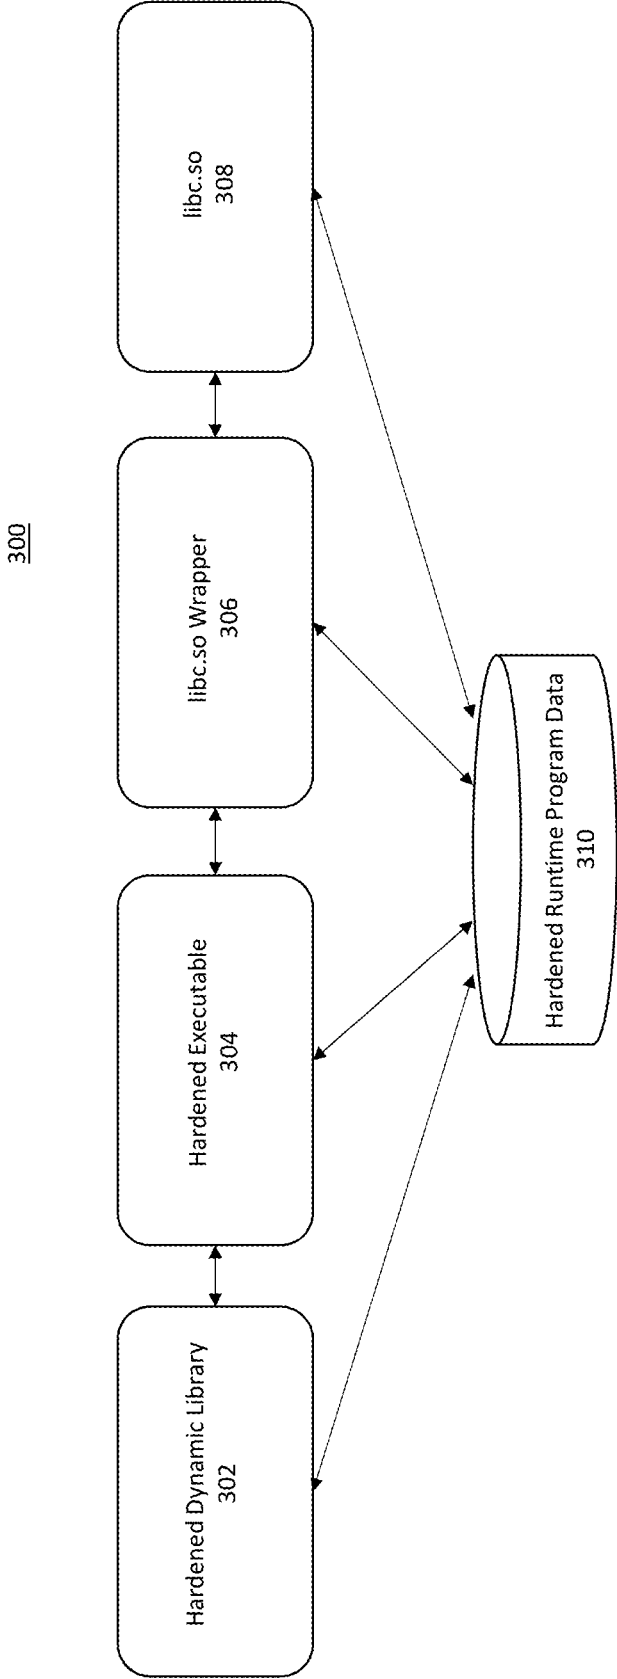 300
Hardened Dynamic Library
302
Hardened Executable
304
libc.so Wrapper
306
libc.so
308
Hardened Runtime Program Data
310